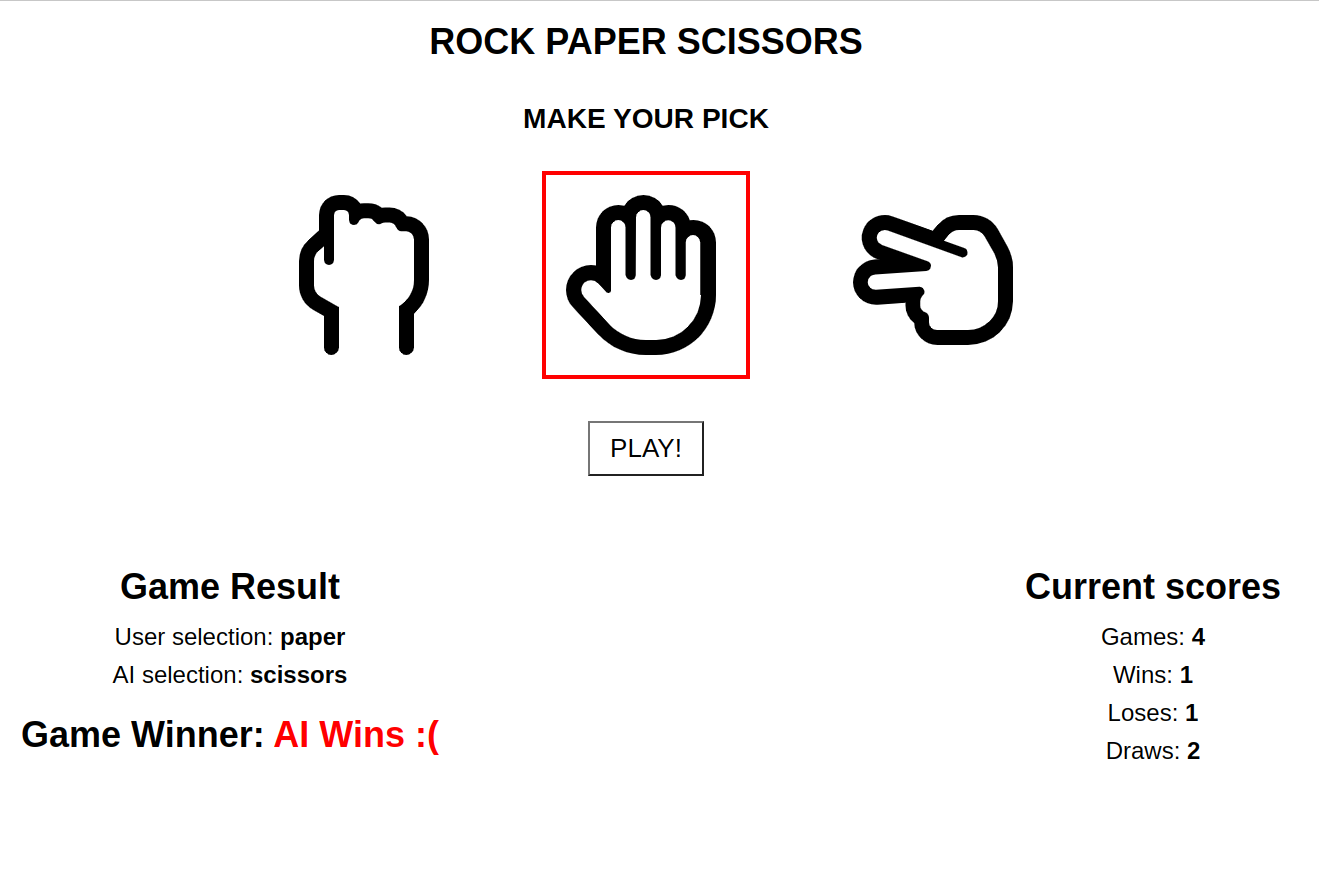 ROCK PAPER SCISSORS
MAKE YOUR PICK
PLAY!
Game Result
User selection: paper
AI selection: scissors
Game Winner: AI Wins :(
Current scores
Games: 4
Wins: 1
Loses: 1
Draws: 2